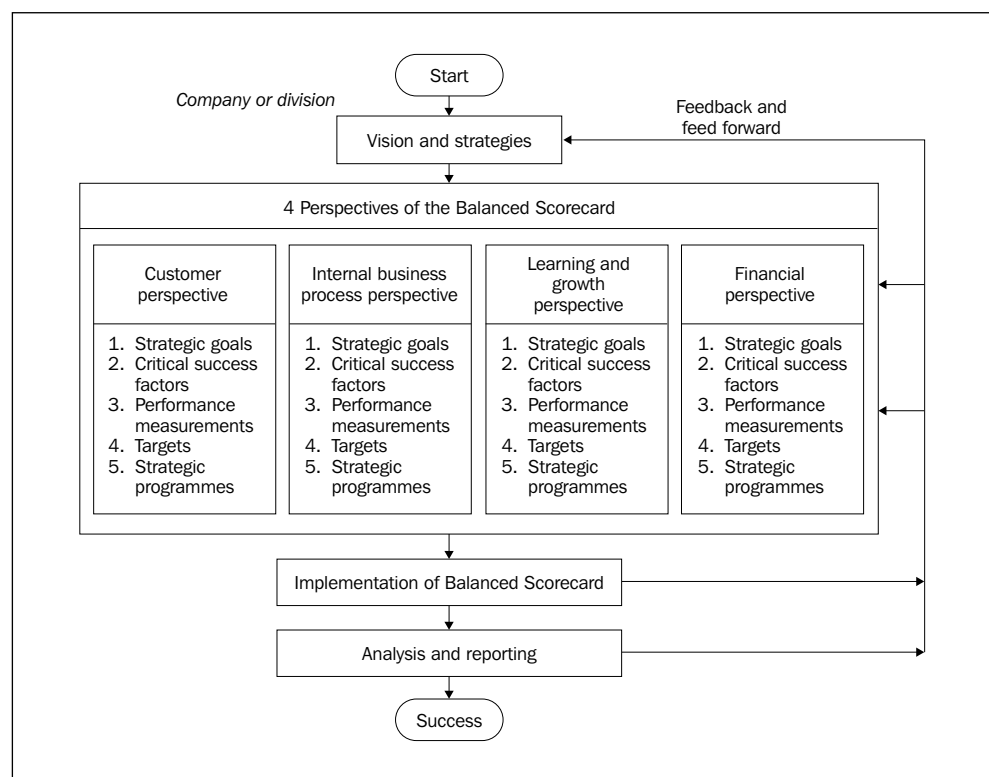 Start
Company or division
Feedback and
feed forward
Vision and strategies
4 Perspectives of the Balanced Scorecard
Customer
perspective
1. Strategic goals
2. Critical success
factors
3. Performance
measurements
4. Targets
5. Strategic
programmes
Internal business
process perspective
1. Strategic goals
2. Critical success
factors
3. Performance
measurements
4. Targets
5. Strategic
programmes
Learning and
growth
perspective
1. Strategic goals
2. Critical success
factors
3. Performance
measurements
4. Targets
5. Strategic
programmes
Financial
perspective
1. Strategic goals
2. Critical success
factors
3. Performance
measurements
4. Targets
5. Strategic
programmes
Implementation of Balanced Scorecard
Analysis and reporting
Success